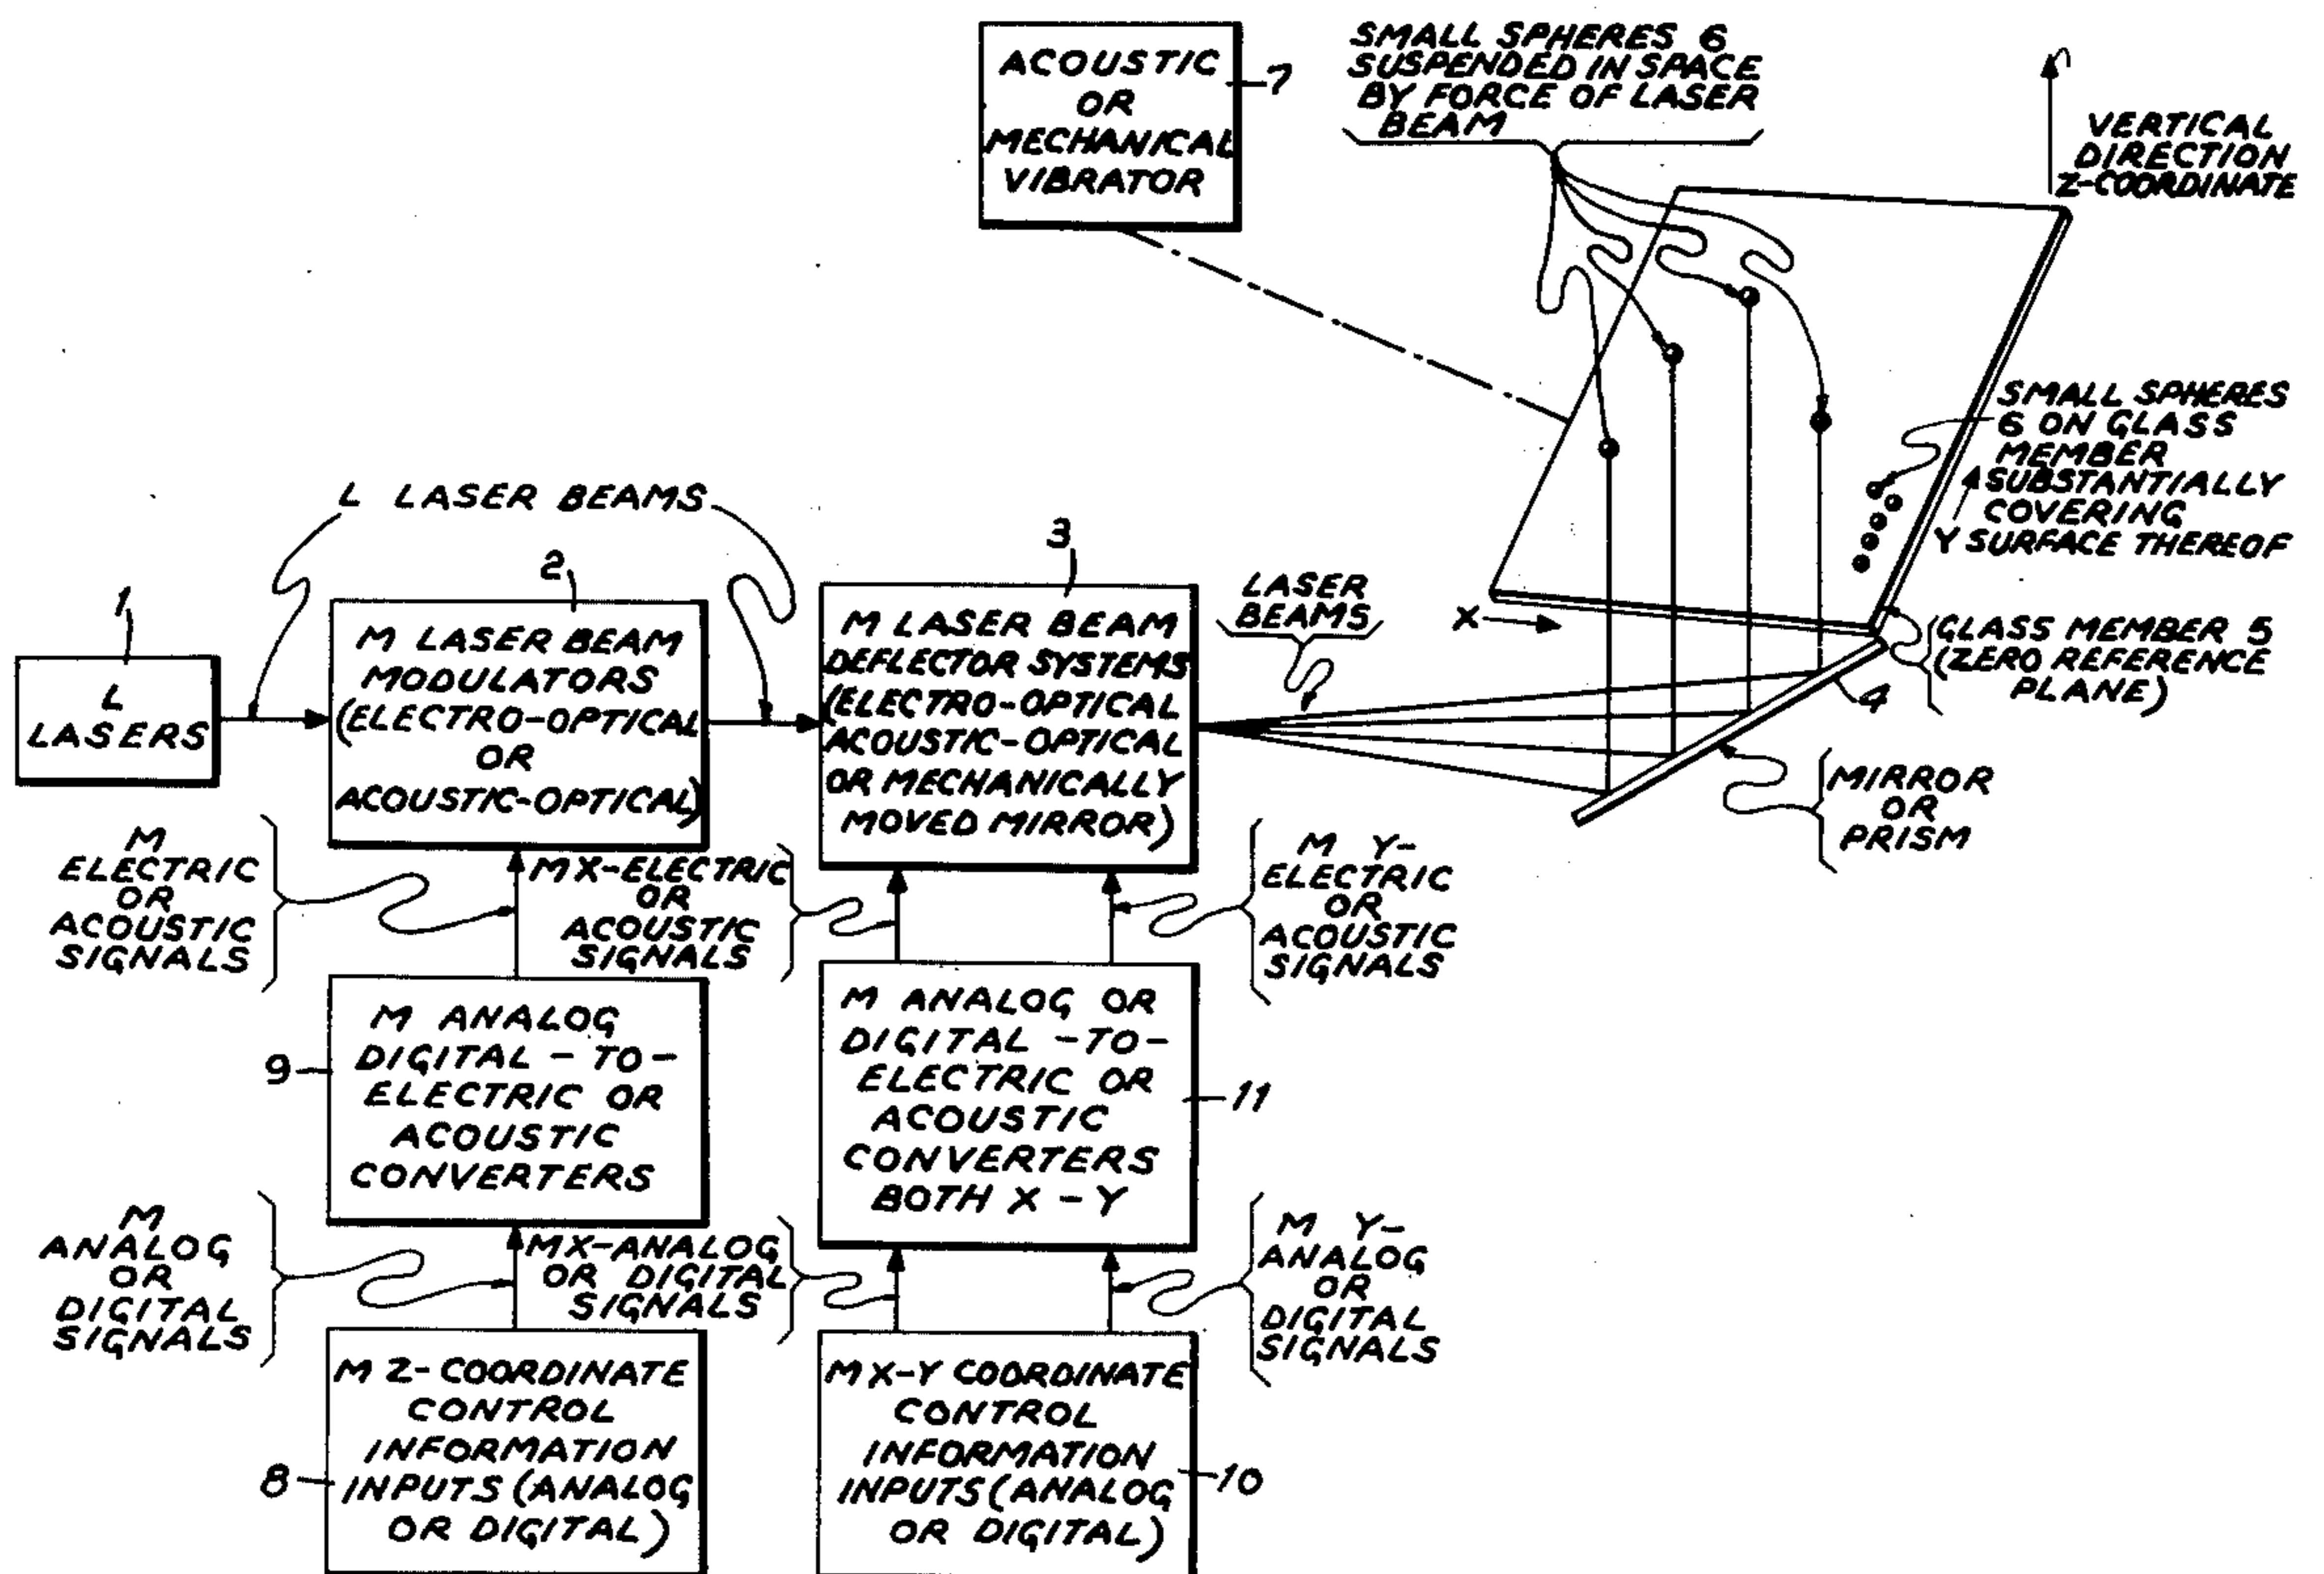 ACOUSTIC
OR
MECHANICAL
VIBRATOR
7
SMALL SPHERES 6
SUSPENDED IN SPACE
BY FORCE OF LASER
BEAM
VERTICAL
DIRECTION
Z-COORDINATE
SMALL SPHERES
6 ON GLASS
MEMBER
SUBSTANTIALLY
COVERING
Y SURFACE THEREOF
X
GLASS MEMBER 5
(ZERO REFERENCE
PLANE)
4
MIRROR
OR
PRISM
LASER
BEAMS
L LASER BEAMS
1
L
LASERS
2
M LASER BEAM
MODULATORS
(ELECTRO-OPTICAL
OR
ACOUSTIC-OPTICAL)
3
M LASER BEAM
DEFLECTOR SYSTEMS
(ELECTRO-OPTICAL
ACOUSTIC-OPTICAL
OR MECHANICALLY
MOVED MIRROR)
M
ELECTRIC
OR
ACOUSTIC
SIGNALS
MX-ELECTRIC
OR
ACOUSTIC
SIGNALS
M Y-
ELECTRIC
OR
ACOUSTIC
SIGNALS
9
M ANALOG
DIGITAL - TO -
ELECTRIC OR
ACOUSTIC
CONVERTERS
M ANALOG OR
DIGITAL - TO -
ELECTRIC OR
ACOUSTIC
CONVERTERS
BOTH X - Y
11
M
ANALOG
OR
DIGITAL
SIGNALS
MX-ANALOG
OR DIGITAL
SIGNALS
M Y-
ANALOG
OR
DIGITAL
SIGNALS
8
M Z-COORDINATE
CONTROL
INFORMATION
INPUTS (ANALOG
OR DIGITAL)
M X-Y COORDINATE
CONTROL
INFORMATION
INPUTS (ANALOG
OR DIGITAL)
10